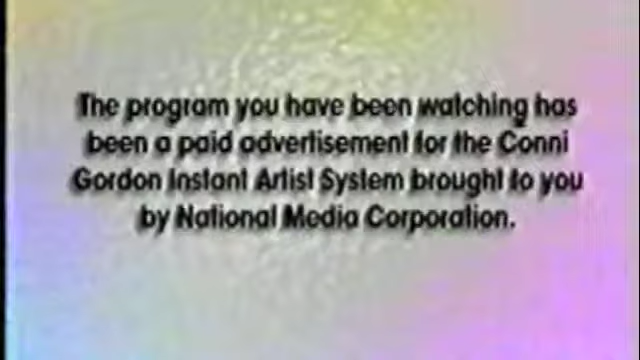 The program you have been watching has
been a paid advertisement for the Conni
Gordon Instant Artist System brought to you
by National Media Corporation.